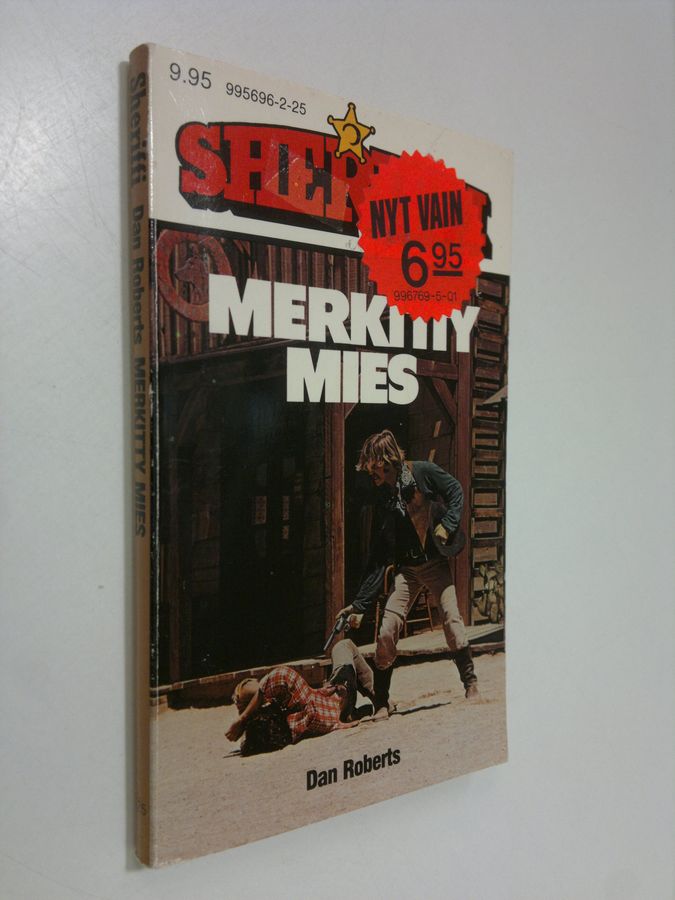 9.95 995696-2-25
SHERIFFI
NYT VAIN
6 95
996769-5-01
MERKITTY
MIES
Dan Roberts
Sheriffi Dan Roberts MERKITTY MIES